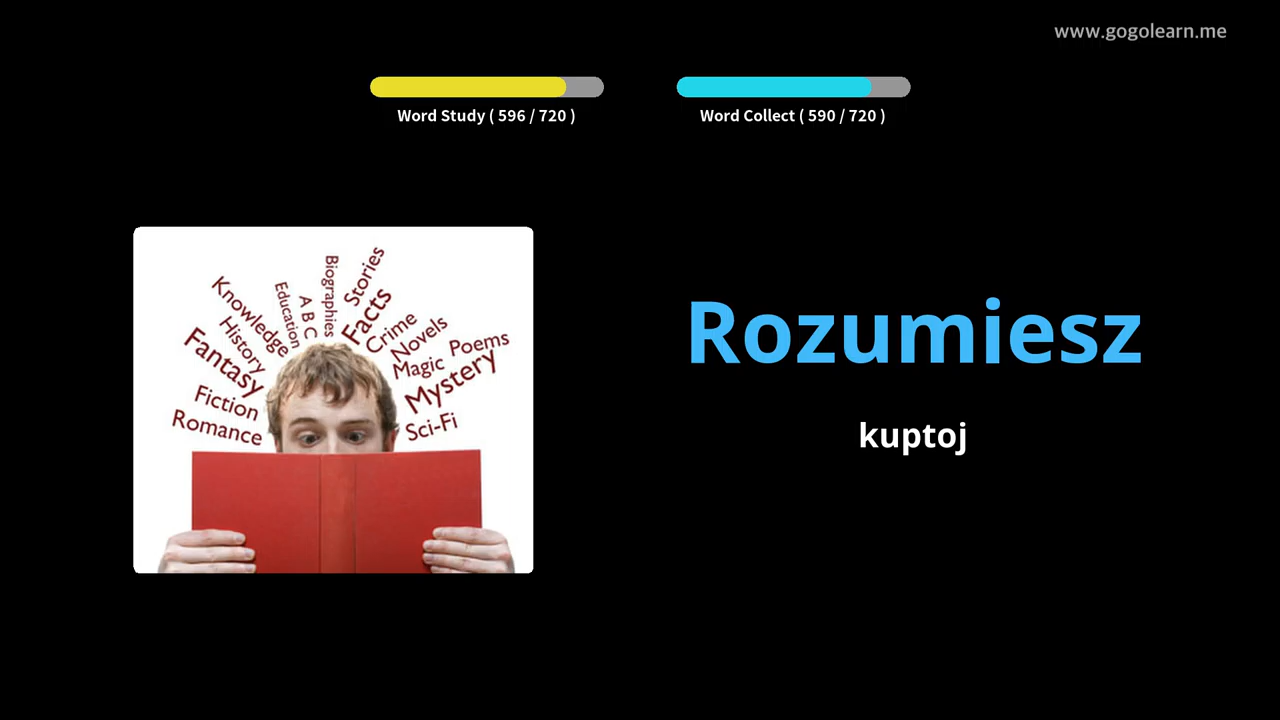 www.gogolearn.me
Word Study ( 596 / 720 )
Word Collect ( 590 / 720 )
Stories
Biographies
Education
A B C
Knowledge
Facts
History
Crime
Novels
Fantasy
Magic
Poems
Mystery
Fiction
Romance
Sci-Fi
Rozumiesz
kuptoj